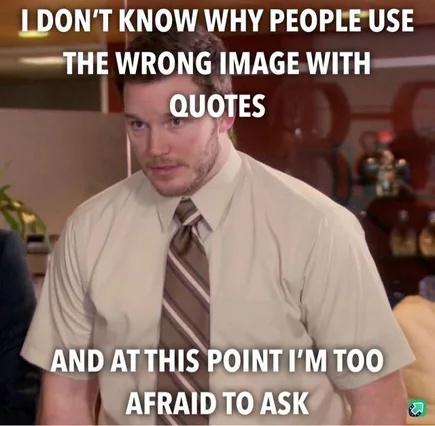 I DON'T KNOW WHY PEOPLE USE
THE WRONG IMAGE WITH
QUOTES
AND AT THIS POINT I'M TOO
AFRAID TO ASK